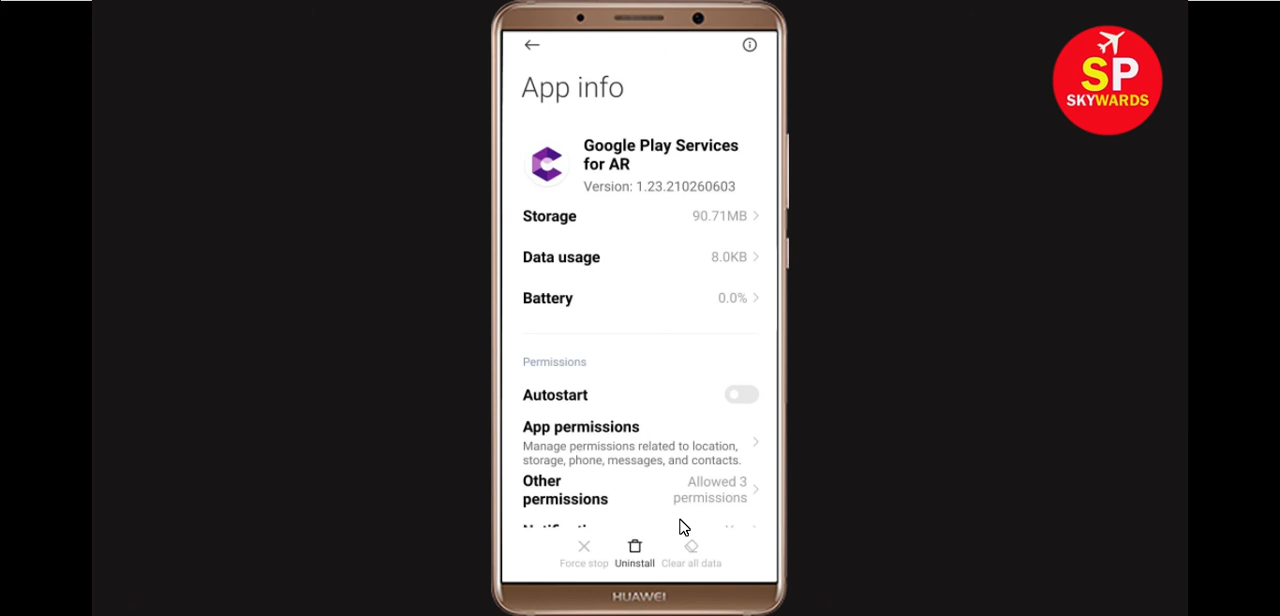 App info
Google Play Services
for AR
Version: 1.23.210260603
Storage 90.71MB
Data usage 8.0KB
Battery 0.0%
Permissions
Autostart
App permissions
Manage permissions related to location,
storage, phone, messages, and contacts.
Other Allowed 3
permissions permissions
Force stop Uninstall Clear all data
HUAWEI
SP
SKYWARDS